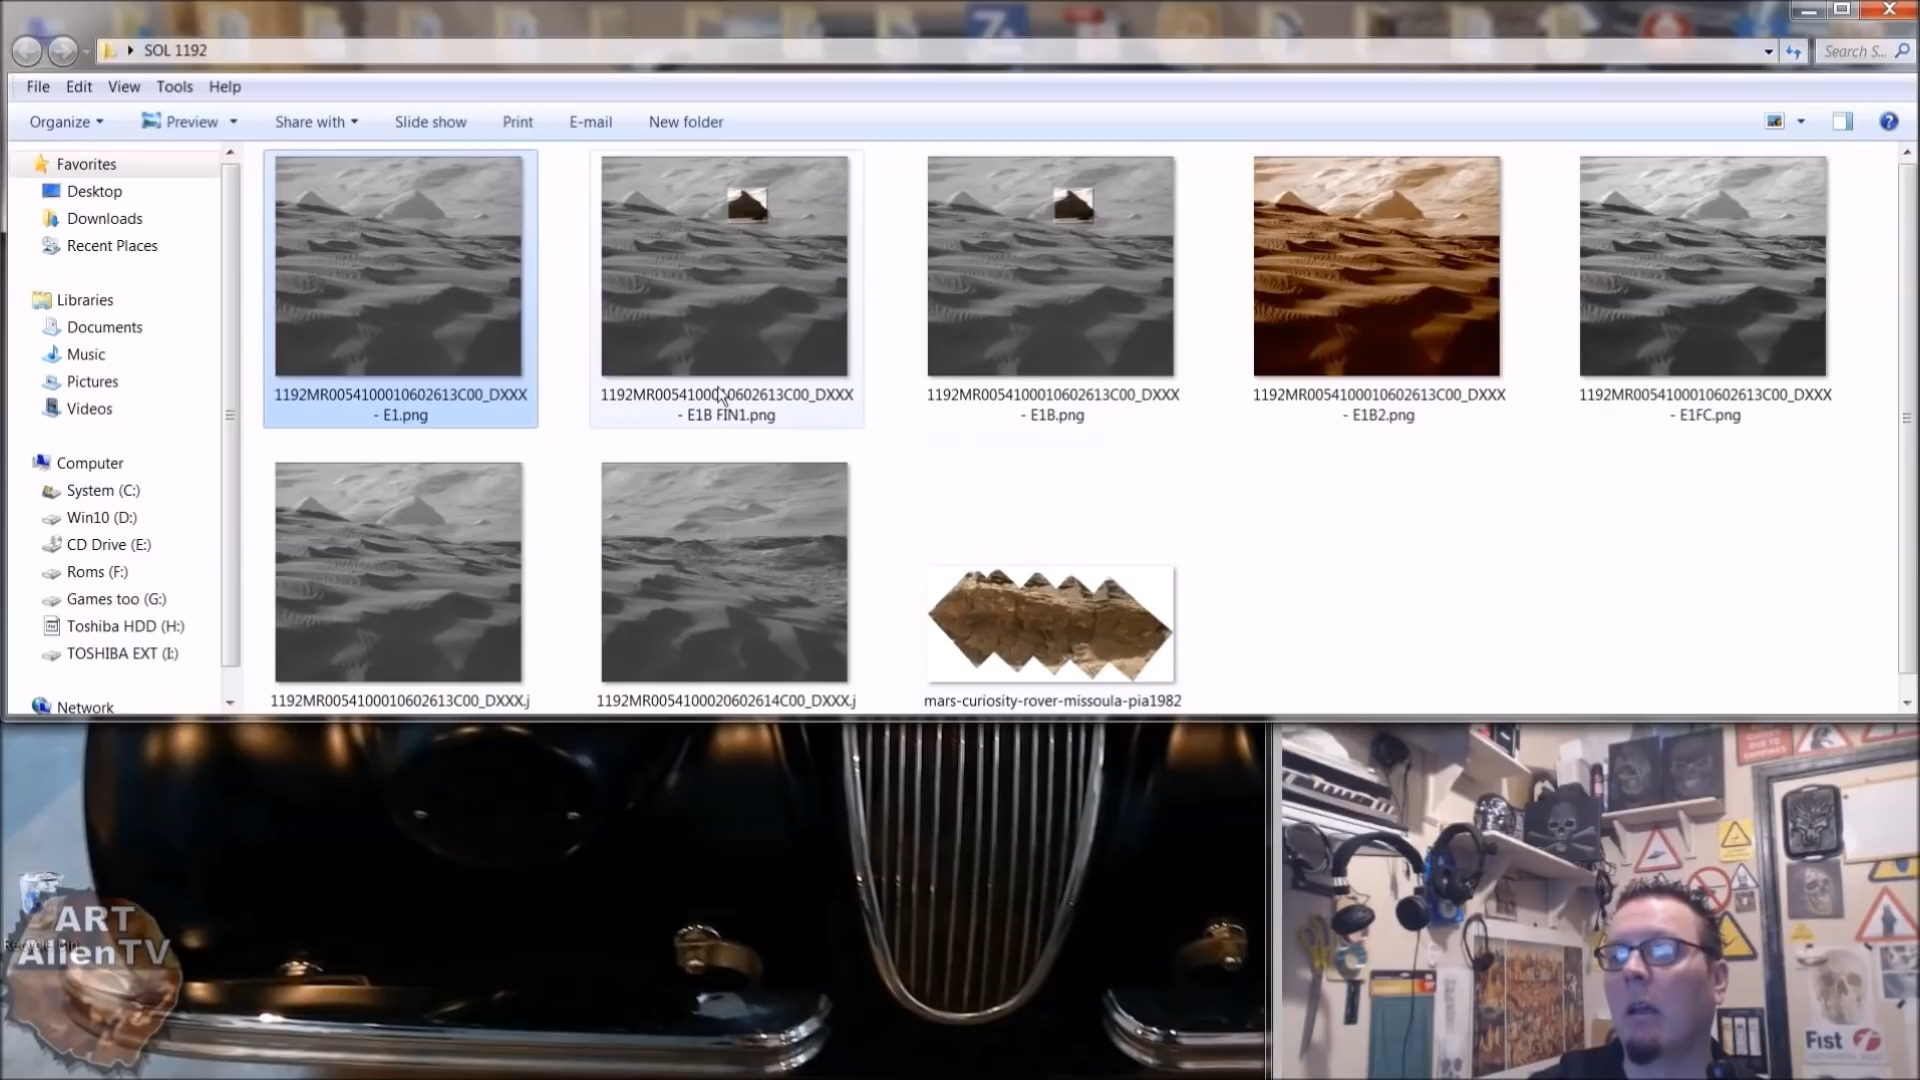 SOL 1192
Search S...
File Edit View Tools Help
Organize Preview Share with Slide show Print E-mail New folder
Favorites
Desktop
Downloads
Recent Places
Libraries
Documents
Music
Pictures
Videos
Computer
System (C:)
Win10 (D:)
CD Drive (E:)
Roms (F:)
Games too (G:)
Toshiba HDD (H:)
TOSHIBA EXT (I:)
Network
1192MR0054100010602613C00_DXXX
- E1.png
1192MR0054100010602613C00_DXXX
- E1B FIN1.png
1192MR0054100010602613C00_DXXX
- E1B.png
1192MR0054100010602613C00_DXXX
- E1B2.png
1192MR0054100010602613C00_DXXX
- E1FC.png
1192MR0054100010602613C00_DXXX.j
1192MR0054100020602614C00_DXXX.j
mars-curiosity-rover-missoula-pia1982
ART
AlienTV
Fist